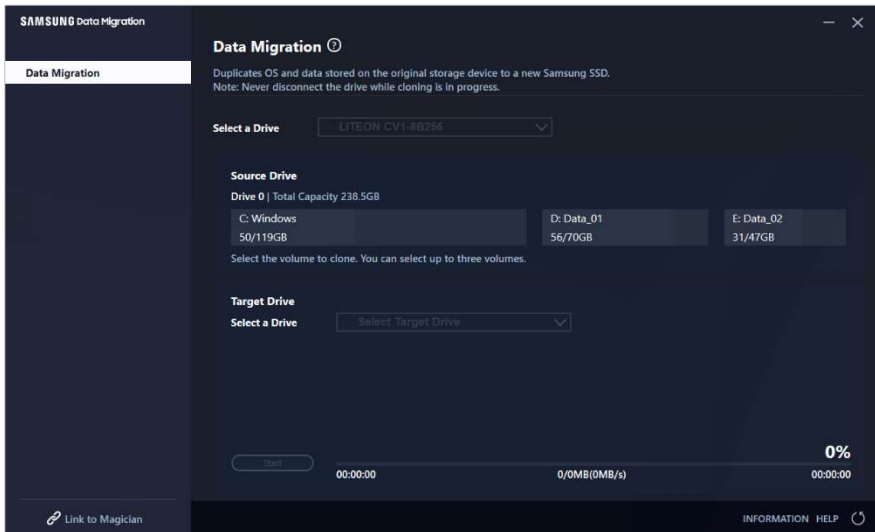 SAMSUNG Data Migration
Data Migration
Data Migration ?
Duplicates OS and data stored on the original storage device to a new Samsung SSD.
Note: Never disconnect the drive while cloning is in progress.
Select a Drive LITEON CV1-8B256
Source Drive
Drive 0 | Total Capacity 238.5GB
C: Windows D: Data_01 E: Data_02
50/119GB 56/70GB 31/47GB
Select the volume to clone. You can select up to three volumes.
Target Drive
Select a Drive Select Target Drive
0%
Start
00:00:00 0/0MB(0MB/s) 00:00:00
Link to Magician
INFORMATION HELP